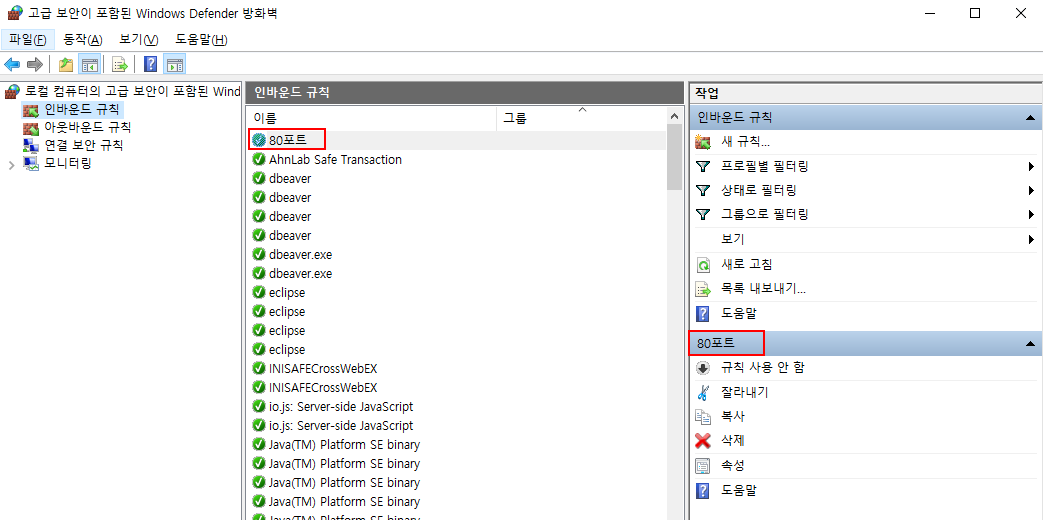 고급 보안이 포함된 Windows Defender 방화벽
파일(F) 동작(A) 보기(V) 도움말(H)
로컬 컴퓨터의 고급 보안이 포함된 Wind
인바운드 규칙
아웃바운드 규칙
연결 보안 규칙
모니터링
인바운드 규칙
이름 그룹
80포트
AhnLab Safe Transaction
dbeaver
dbeaver
dbeaver
dbeaver
dbeaver.exe
dbeaver.exe
eclipse
eclipse
eclipse
eclipse
INISAFECrossWebEX
INISAFECrossWebEX
io.js: Server-side JavaScript
io.js: Server-side JavaScript
Java(TM) Platform SE binary
Java(TM) Platform SE binary
Java(TM) Platform SE binary
Java(TM) Platform SE binary
Java(TM) Platform SE binary
작업
인바운드 규칙
새 규칙...
프로필별 필터링
상태로 필터링
그룹으로 필터링
보기
새로 고침
목록 내보내기...
도움말
80포트
규칙 사용 안 함
잘라내기
복사
삭제
속성
도움말